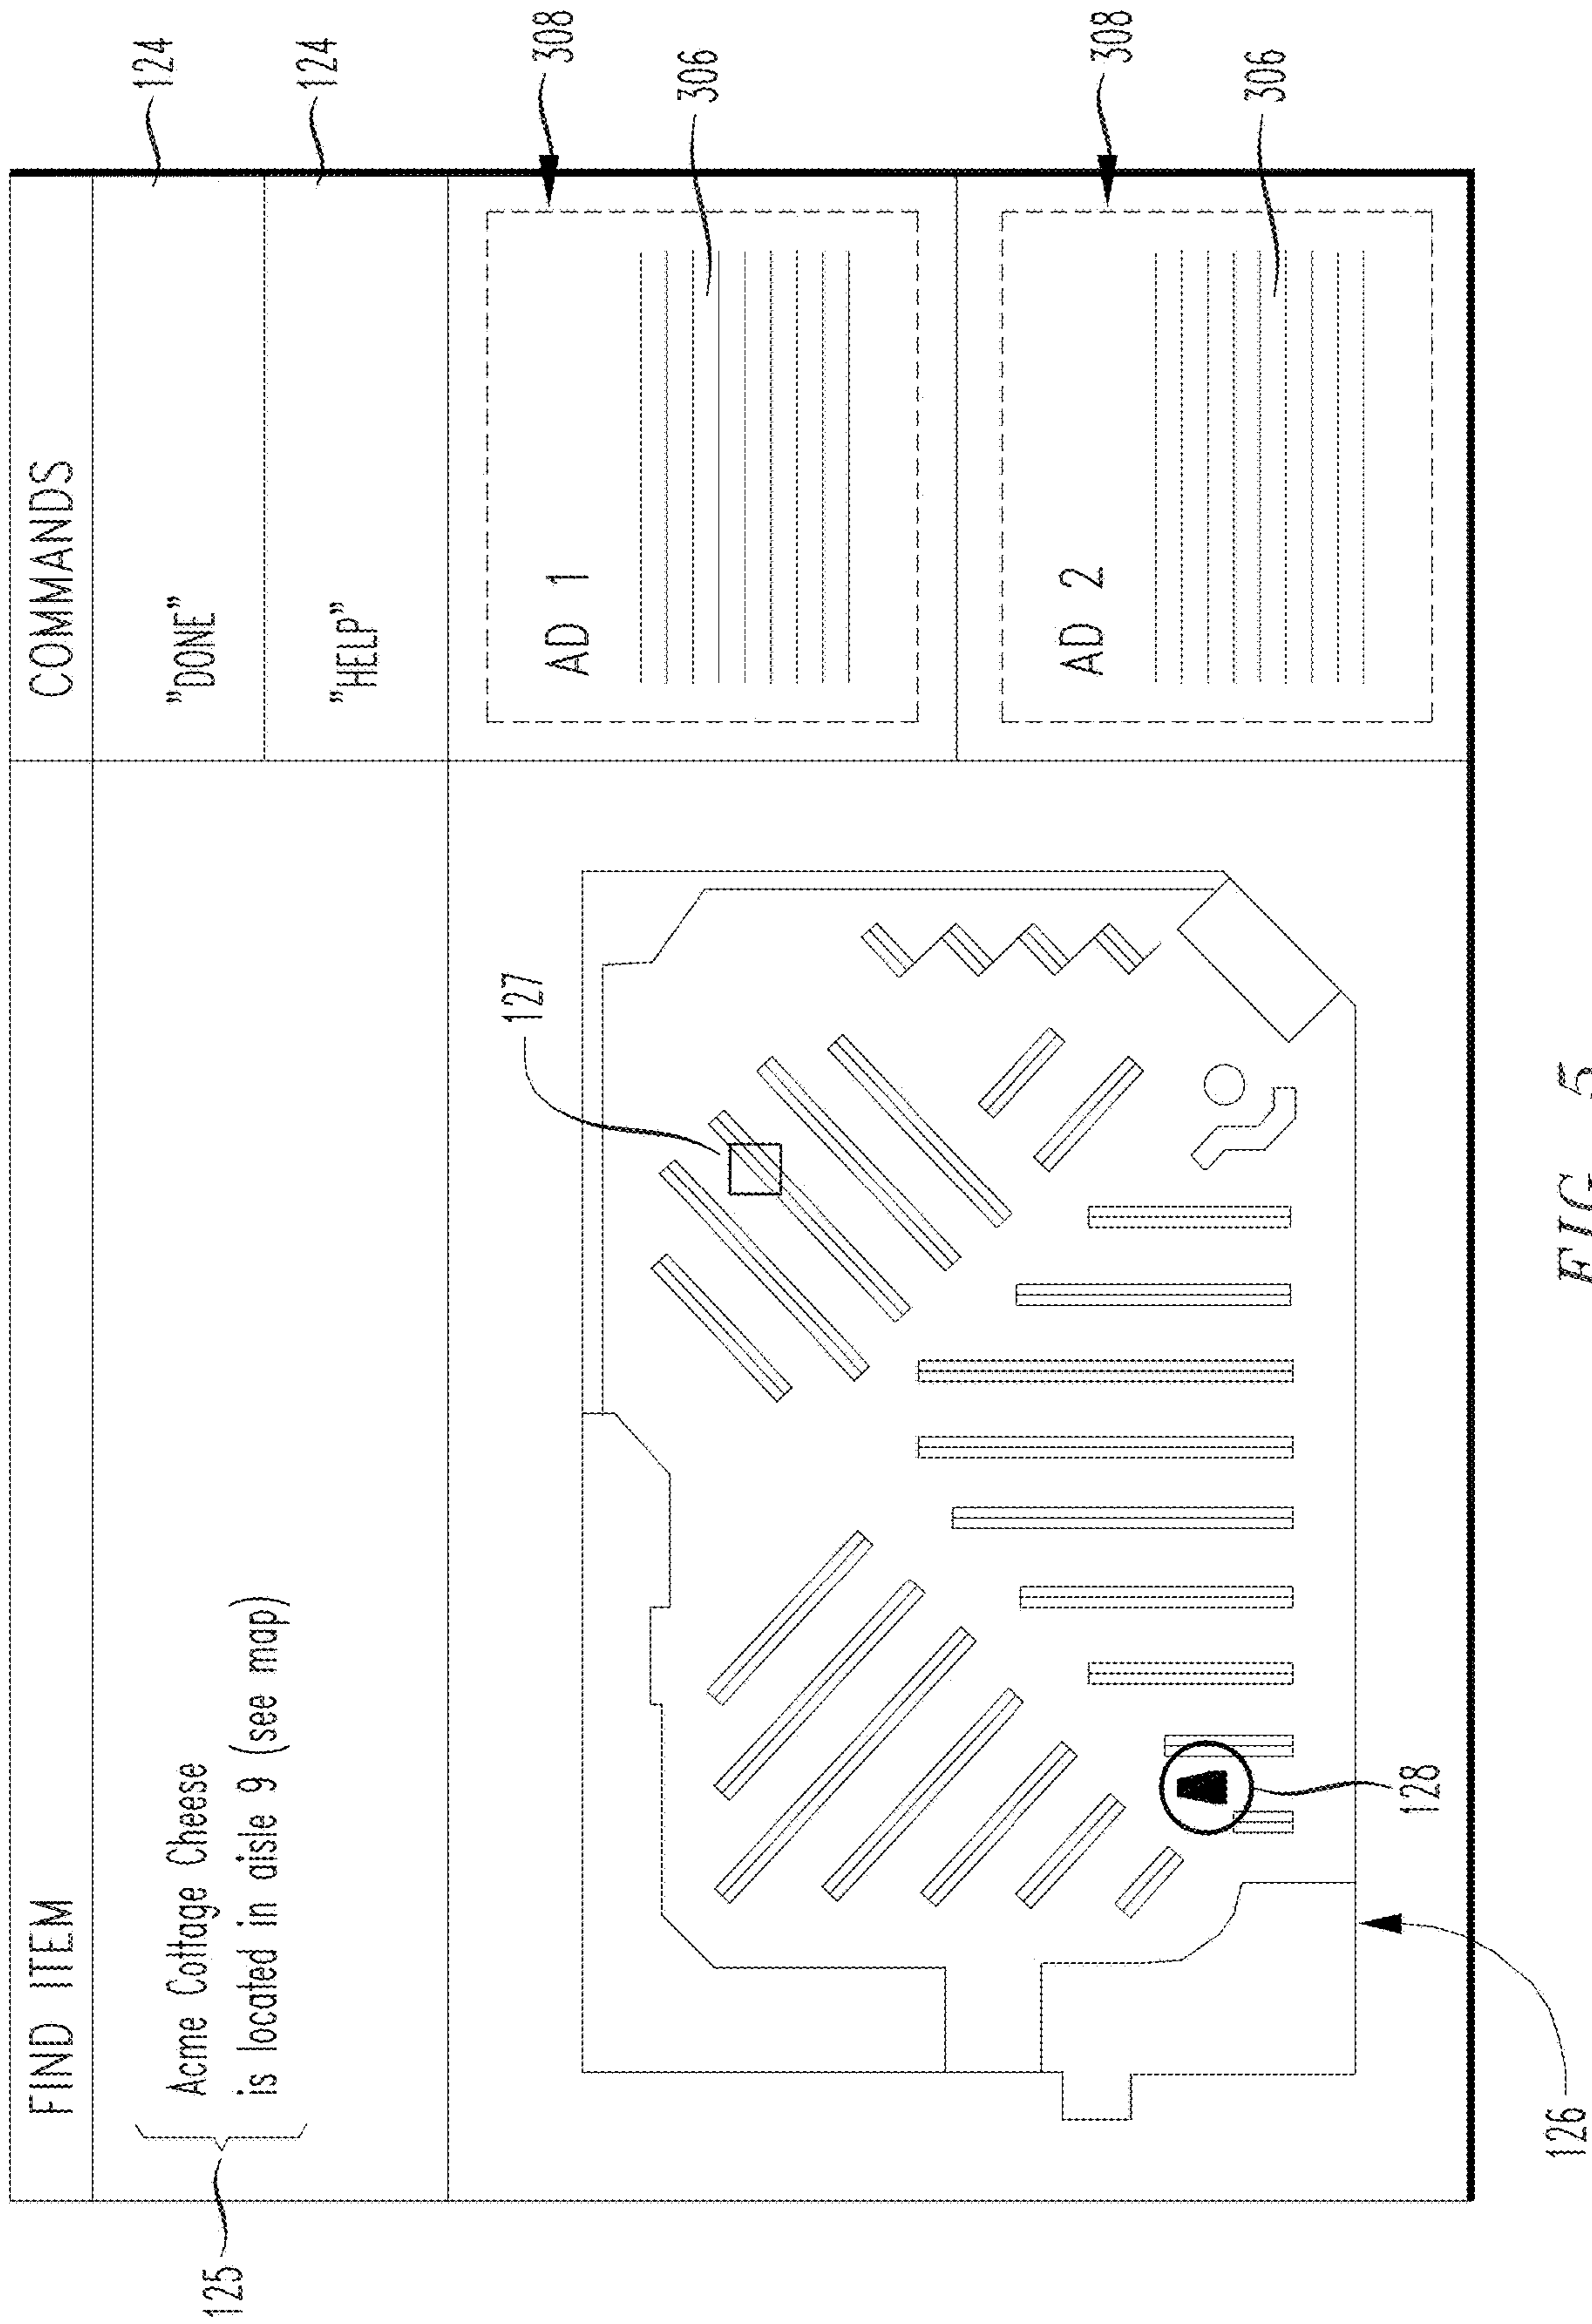 FIND ITEM
COMMANDS
Acme Cottage Cheese
is located in aisle 9 (see map)
125
"DONE"
124
"HELP"
124
127
128
126
AD 1
308
306
AD 2
308
306
FIG. 5